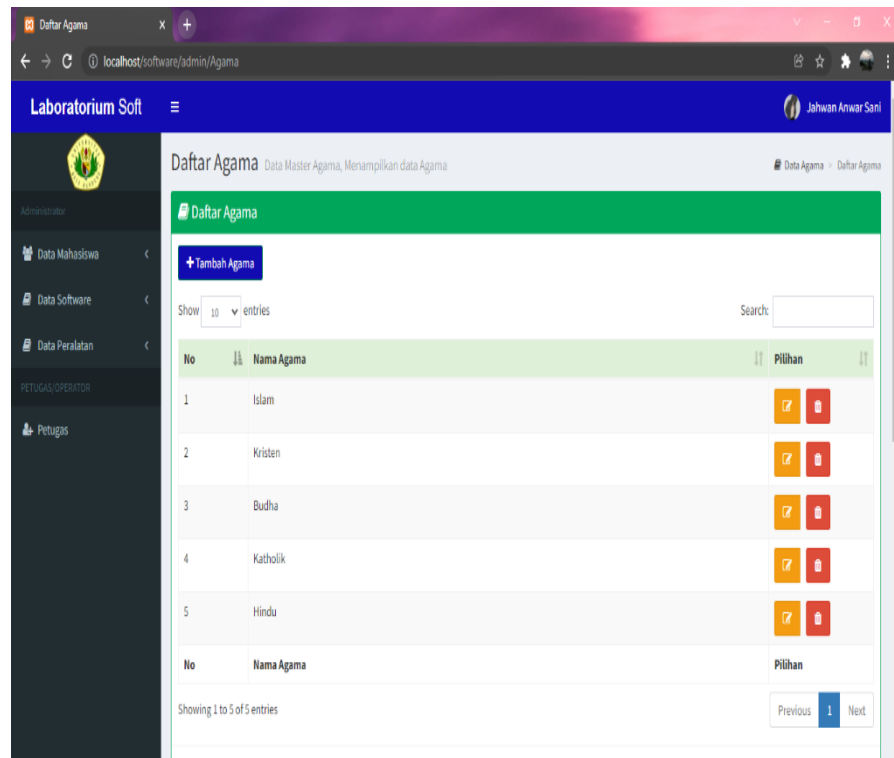 Daftar Agama
localhost/software/admin/Agama
Laboratorium Soft
Jahwan Anwar Sani
Daftar Agama Data Master Agama, Menampilkan data Agama
Data Agama > Daftar Agama
Administrator
Data Mahasiswa
Data Software
Data Peralatan
PETUGAS/OPERATOR
Petugas
Daftar Agama
+Tambah Agama
Show 10 entries Search:
No Nama Agama Pilihan
1 Islam
2 Kristen
3 Budha
4 Katholik
5 Hindu
No Nama Agama Pilihan
Showing 1 to 5 of 5 entries Previous 1 Next